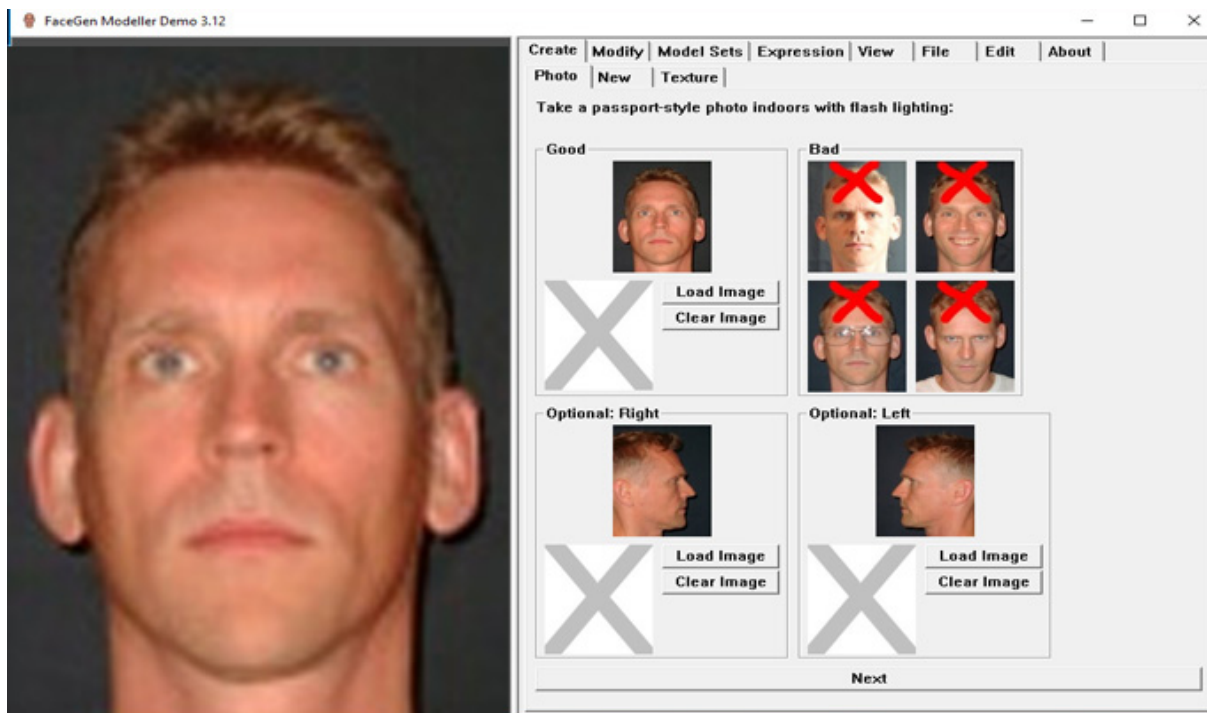 FaceGen Modeller Demo 3.12
Create Modify Model Sets Expression View File Edit About
Photo New Texture
Take a passport-style photo indoors with flash lighting:
Good
Bad
Load Image
Clear Image
Optional: Right
Optional: Left
Load Image
Clear Image
Load Image
Clear Image
Next